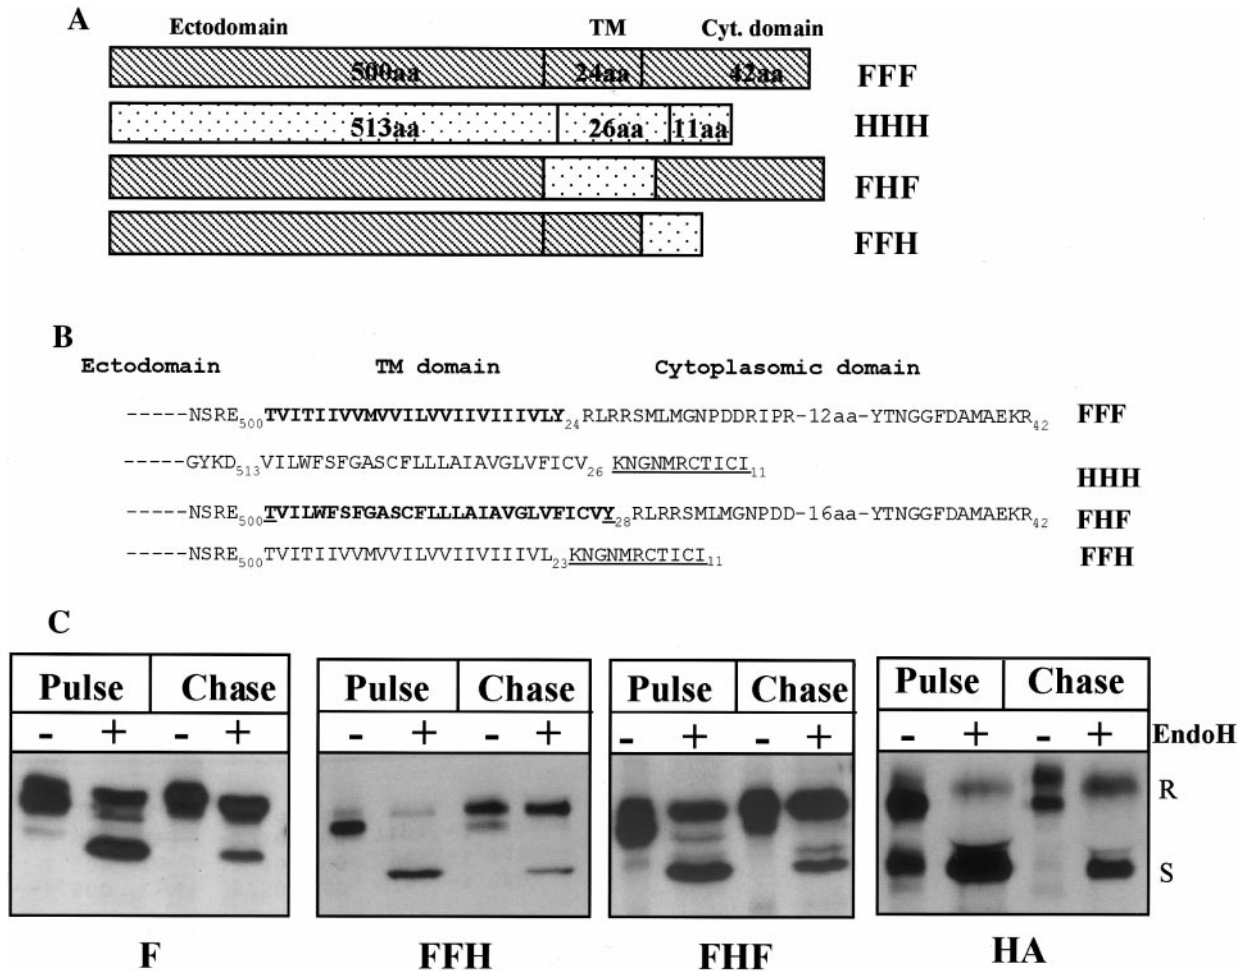 A
Ectodomain TM Cyt. domain
500aa 24aa 42aa FFF
513aa 26aa 11aa HHH
FHF
FFH
B
Ectodomain TM domain Cytoplasomic domain
-----NSRE500TVITIIVVMVVILVVIIVIIIVLY24RLRRSMLMGNPDDRIPR-12aa-YTNGGFDAMAEKR42 FFF
-----GYKD513VILWFSFGASCFLLLAIAVGLVFICV26 KNGNMRCTICI11 HHH
-----NSRE500TVILWFSFGASCFLLLAIAVGLVFICVY28RLRRSMLMGNPDD-16aa-YTNGGFDAMAEKR42 FHF
-----NSRE500TVITIIVVMVVILVVIIVIIIVL23KNGNMRCTICI11 FFH
C
Pulse Chase Pulse Chase Pulse Chase Pulse Chase
- + - + - + - + - + - + - + - + EndoH
R
S
F FFH FHF HA